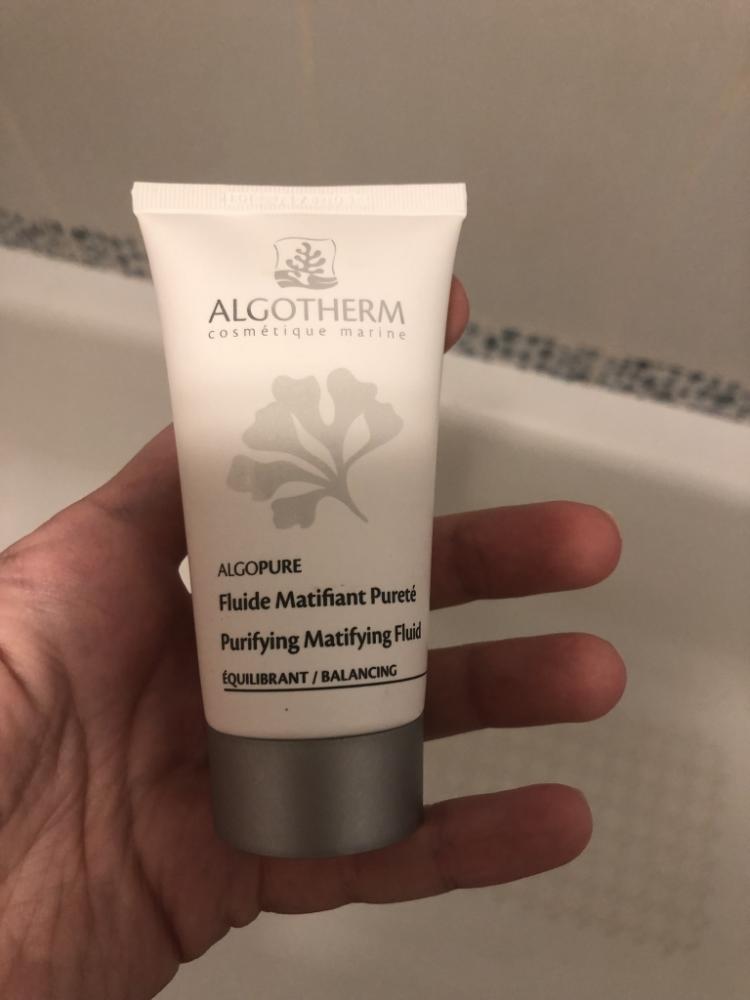 ALGOTHERM
cosmétique marine
ALGOPURE
Fluide Matifiant Pureté
Purifying Matifying Fluid
ÉQUILIBRANT / BALANCING